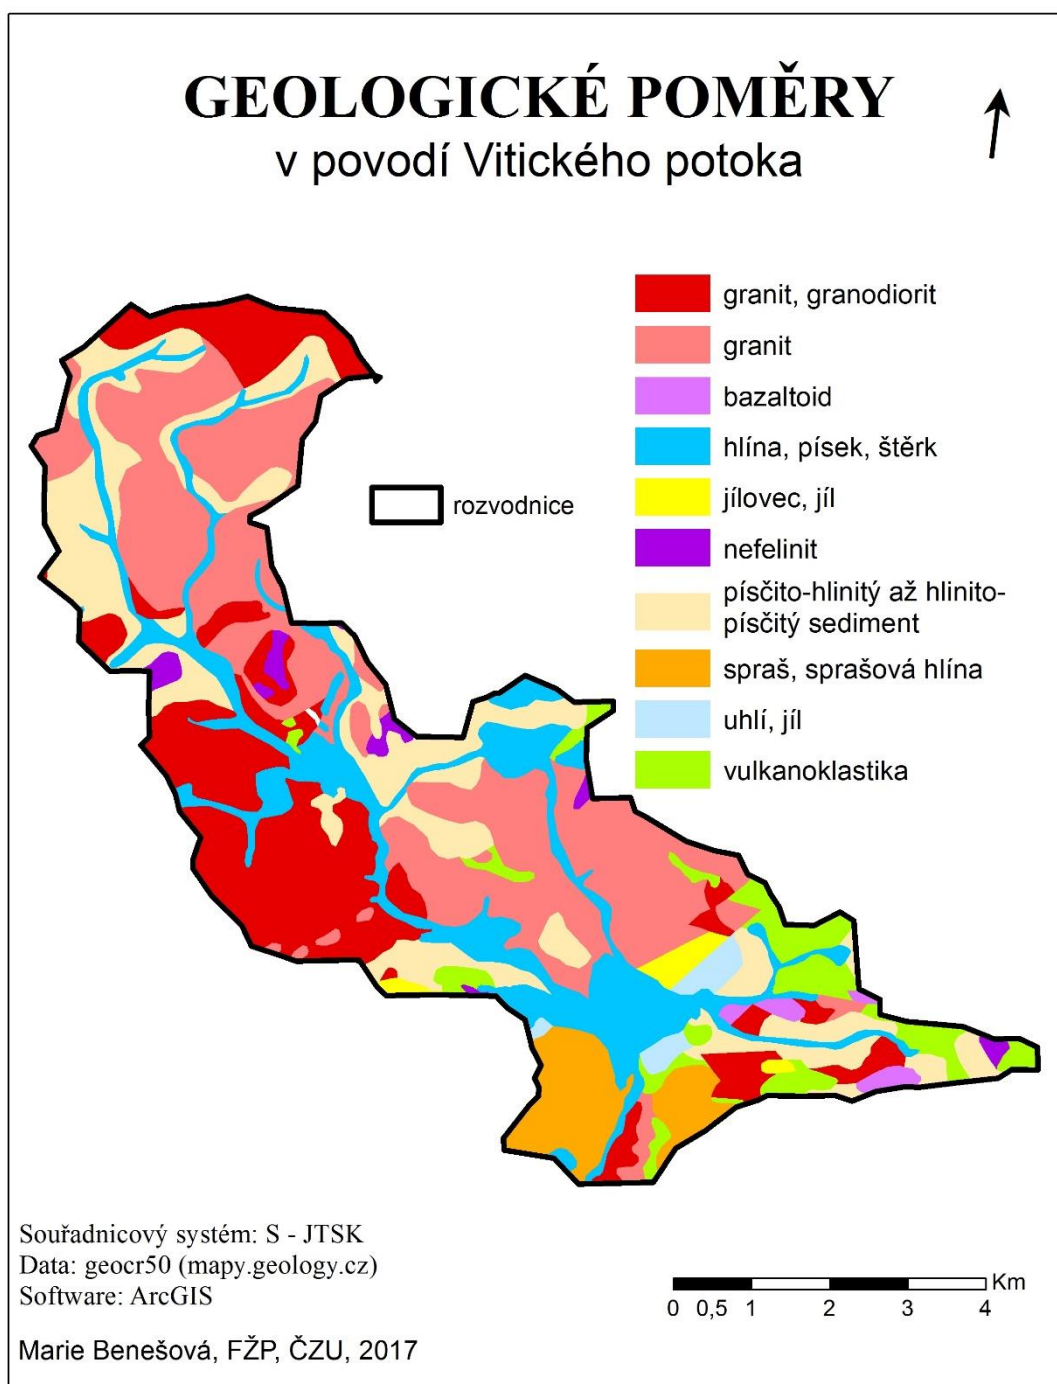 GEOLOGICKÉ POMĚRY
v povodí Vitického potoka
granit, granodiorit
granit
bazaltoid
hlína, písek, štěrk
jílovec, jíl
nefelinit
písčito-hlinitý až hlinito-
písčitý sediment
spraš, sprašová hlína
uhlí, jíl
vulkanoklastika
rozvodnice
Souřadnicový systém: S - JTSK
Data: geocr50 (mapy.geology.cz)
Software: ArcGIS
Marie Benešová, FŽP, ČZU, 2017
Km
0 0,5 1 2 3 4